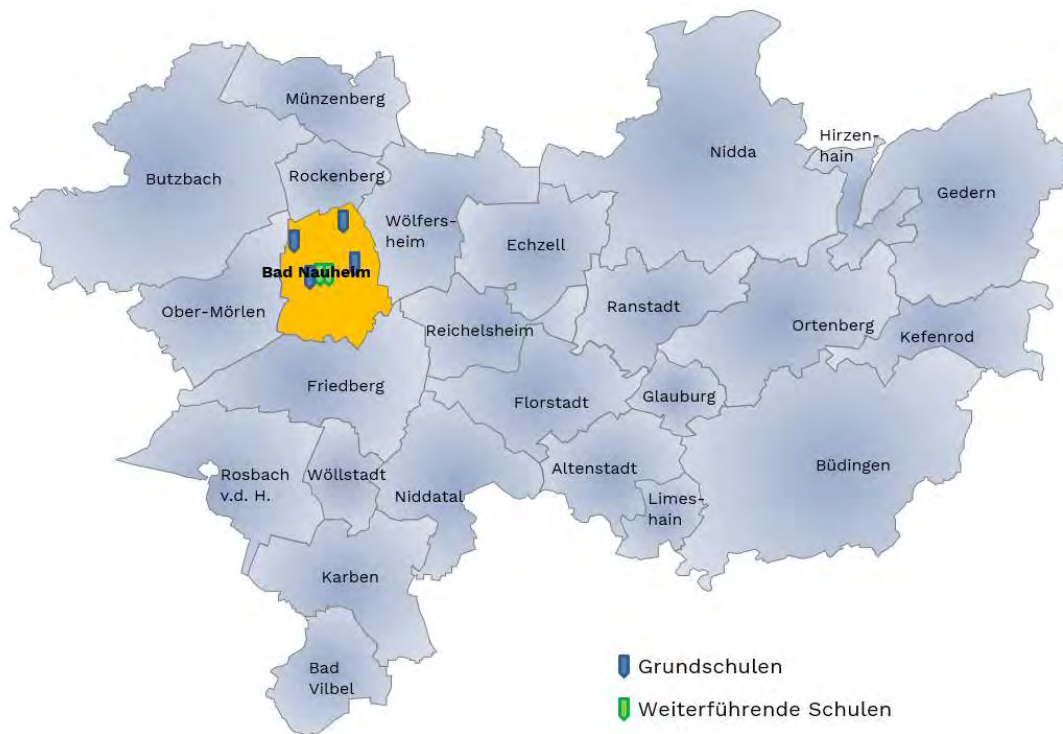 Münzenberg
Hirzen-
hain
Nidda
Butzbach
Rockenberg
Gedern
Wölfers-
heim
Echzell
Bad Nauheim
Ober-Mörlen
Ranstadt
Reichelsheim
Ortenberg
Kefenrod
Friedberg
Florstadt
Glauburg
Rosbach
v.d. H.
Wöllstadt
Niddatal
Altenstadt
Büdingen
Limes-
hain
Karben
Bad
Vilbel
Grundschulen
Weiterführende Schulen